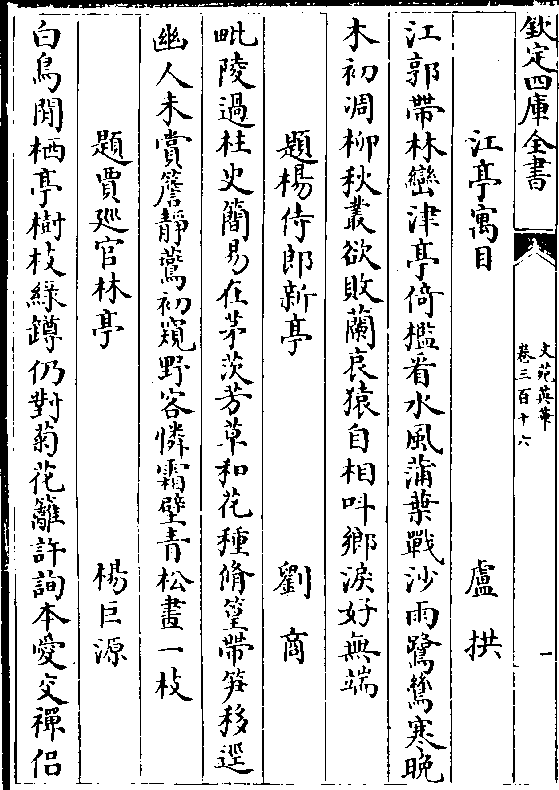 欽定四庫全書
文苑英華
卷三百十六
一
江亭寓目　盧拱
江郭帶林巒津亭倚檻看水風蒲葉戰沙雨鷺鷥寒晩
木初凋柳秋叢欲敗蘭哀猿自相叫鄉淚好無端
題楊侍郎新亭　劉商
毗陵過柱史簡易在茅茨芳草和花種脩篁帶笋移逕
幽人未賞簷靜鷰初窺野客憐霜壁青松畫一枝
題賈廵官林亭　楊巨源
白鳥閒栖亭樹枝緑罇仍對菊花籬許詢本愛交禪侣